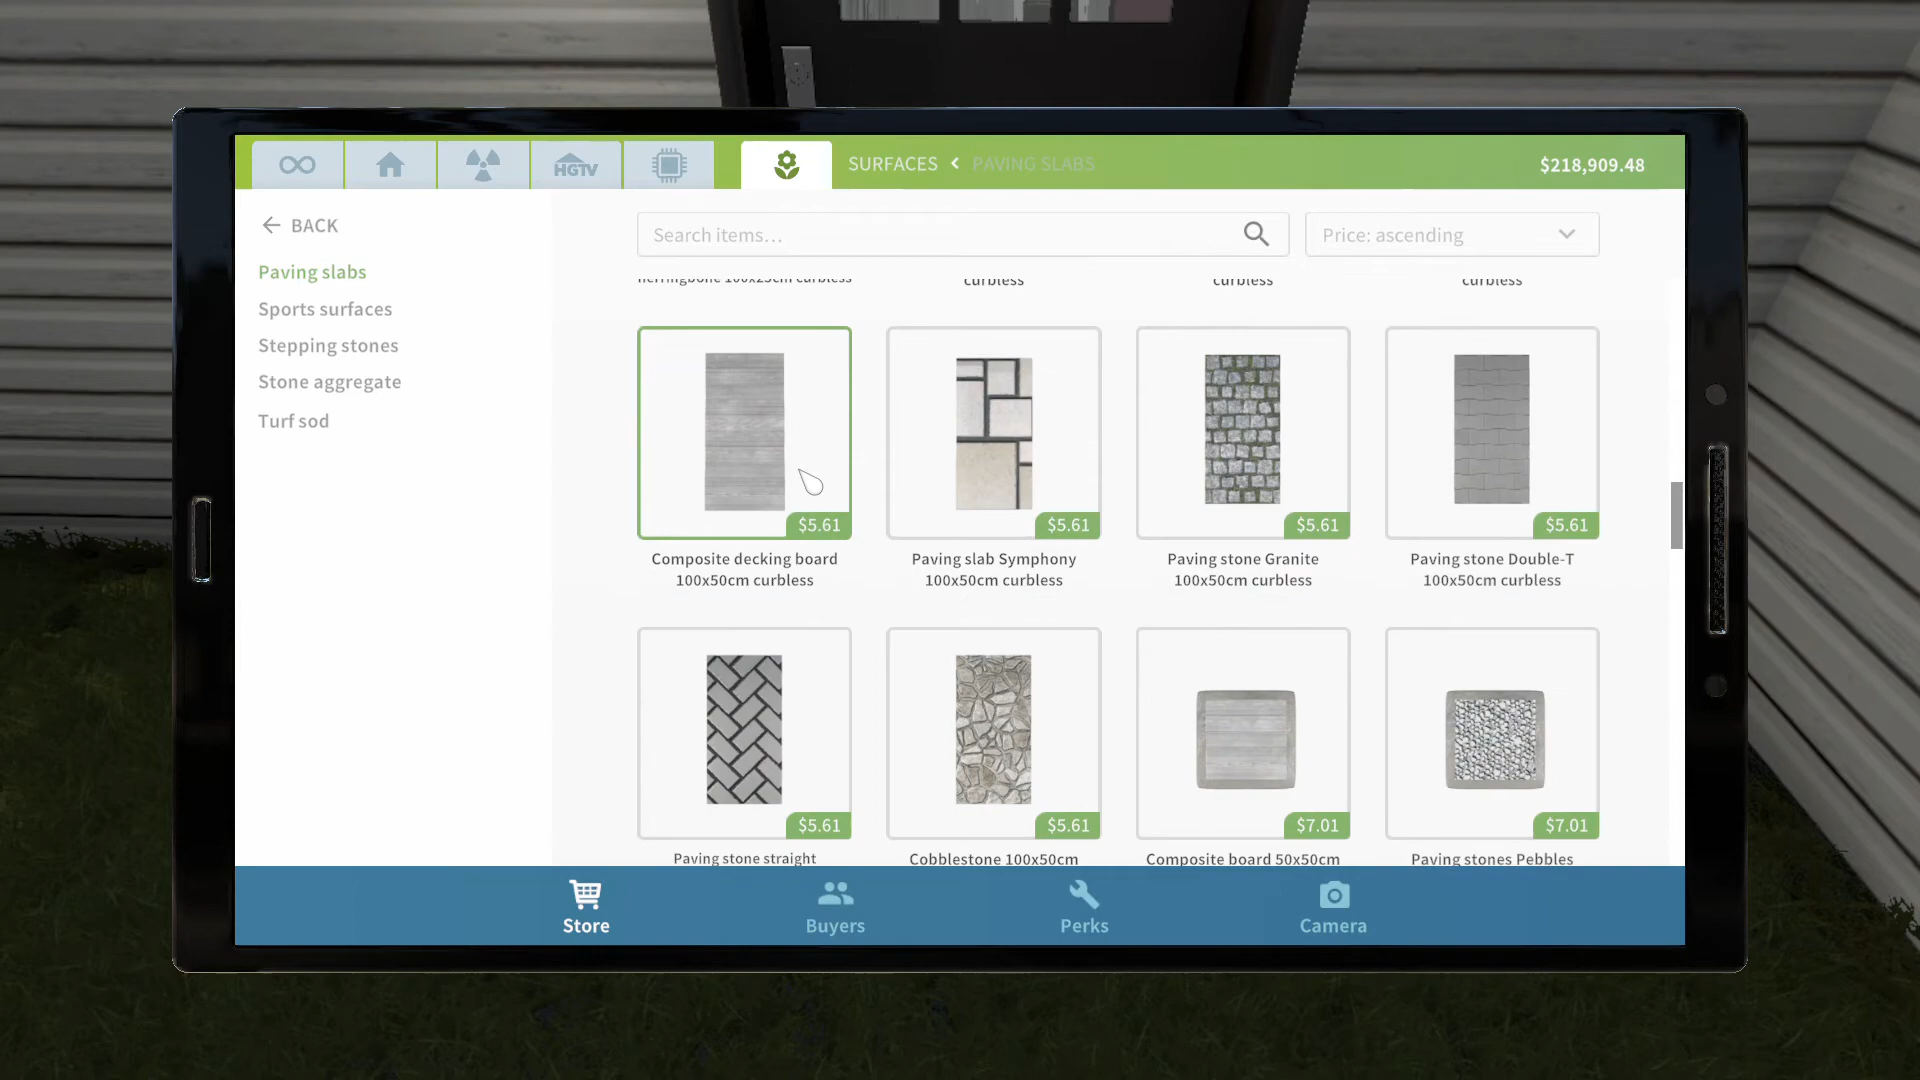 HGTV
SURFACES < PAVING SLABS
$218,909.48
BACK
Search items...
Price: ascending
Paving slabs
Sports surfaces
Stepping stones
Stone aggregate
Turf sod
herringbone 100x25cm curbless
curbless
curbless
curbless
$5.61
$5.61
$5.61
$5.61
Composite decking board
100x50cm curbless
Paving slab Symphony
100x50cm curbless
Paving stone Granite
100x50cm curbless
Paving stone Double-T
100x50cm curbless
$5.61
$5.61
$7.01
$7.01
Paving stone straight
Cobblestone 100x50cm
Composite board 50x50cm
Paving stones Pebbles
Store
Buyers
Perks
Camera